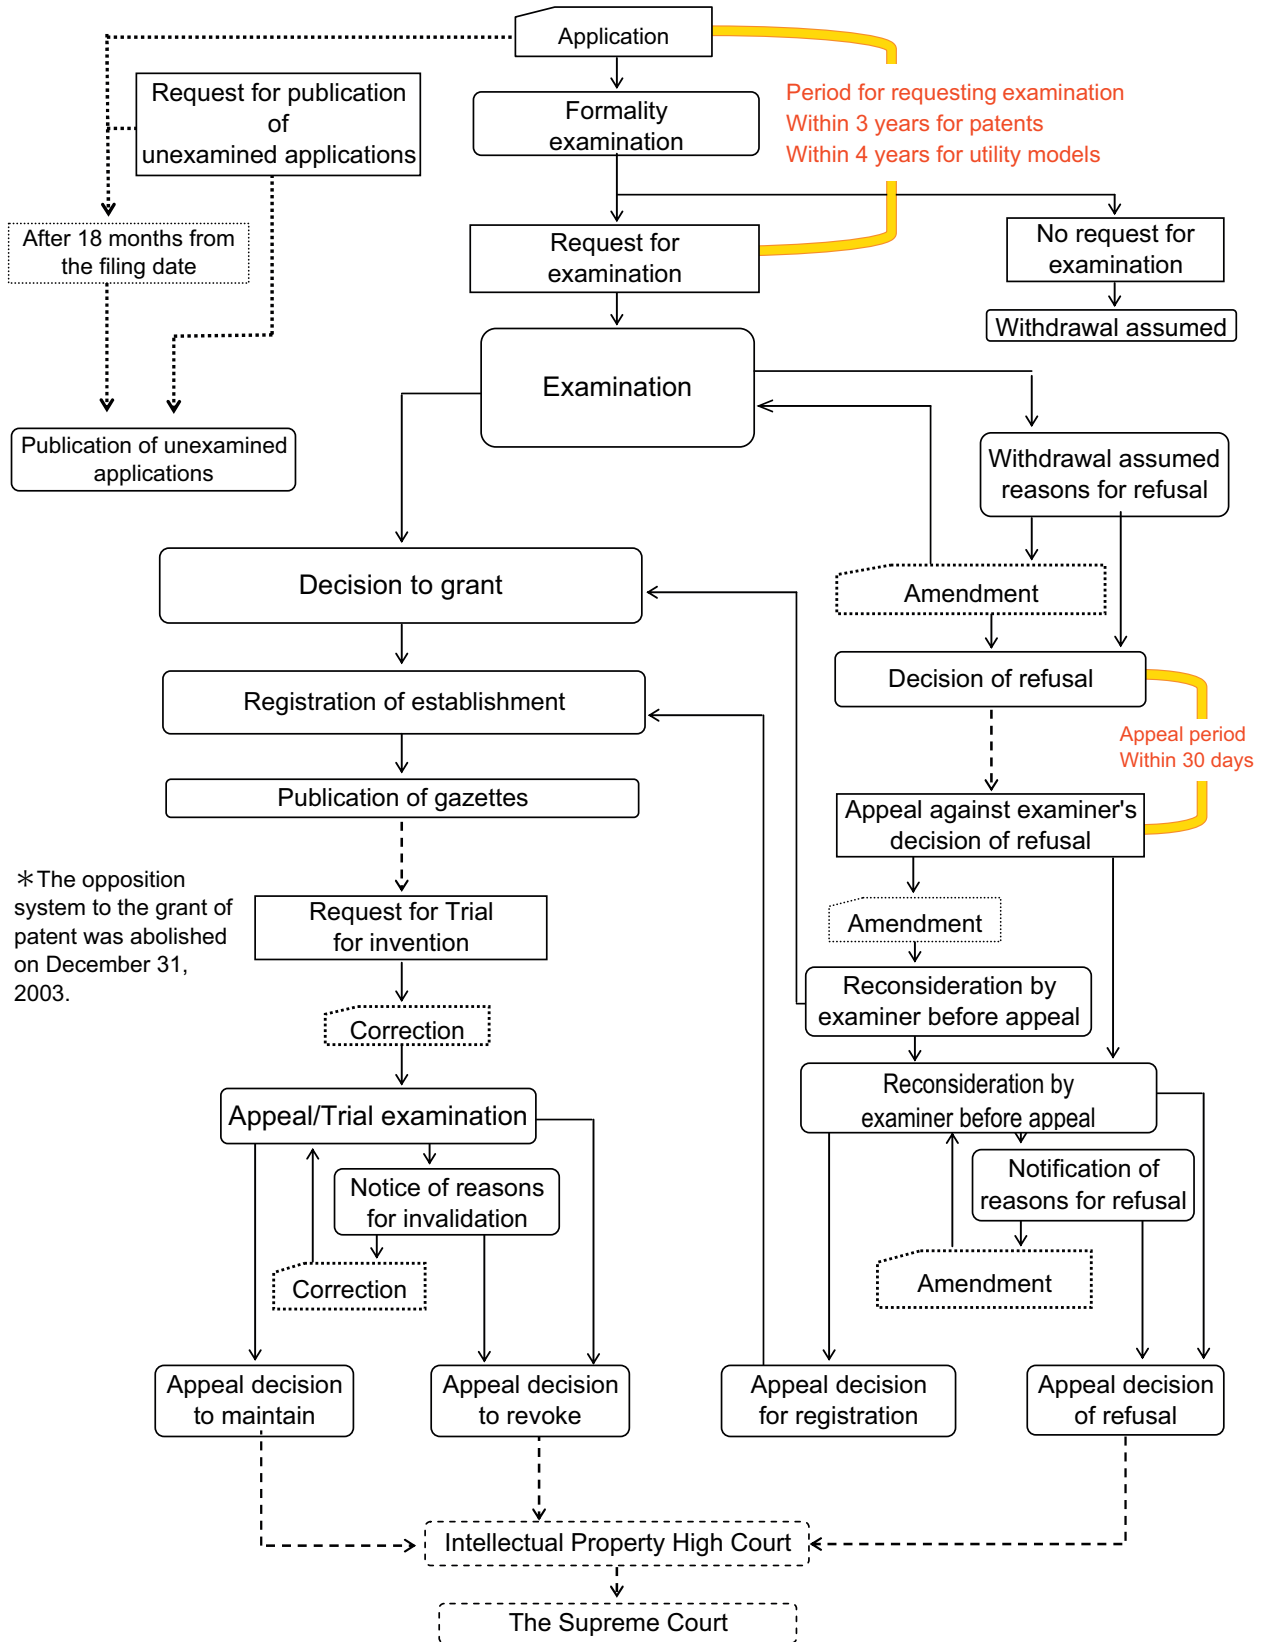 Application
Request for publication
of
unexamined applications
Formality
examination
Period for requesting examination
Within 3 years for patents
Within 4 years for utility models
After 18 months from
the filing date
Request for
examination
No request for
examination
Withdrawal assumed
Examination
Publication of unexamined
applications
Withdrawal assumed
reasons for refusal
Decision to grant
Amendment
Registration of establishment
Decision of refusal
Appeal period
Within 30 days
Publication of gazettes
Appeal against examiner's
decision of refusal
＊The opposition
system to the grant of
patent was abolished
on December 31,
2003.
Request for Trial
for invention
Amendment
Reconsideration by
examiner before appeal
Correction
Reconsideration by
examiner before appeal
Appeal/Trial examination
Notice of reasons
for invalidation
Notification of
reasons for refusal
Correction
Amendment
Appeal decision
to maintain
Appeal decision
to revoke
Appeal decision
for registration
Appeal decision
of refusal
Intellectual Property High Court
The Supreme Court